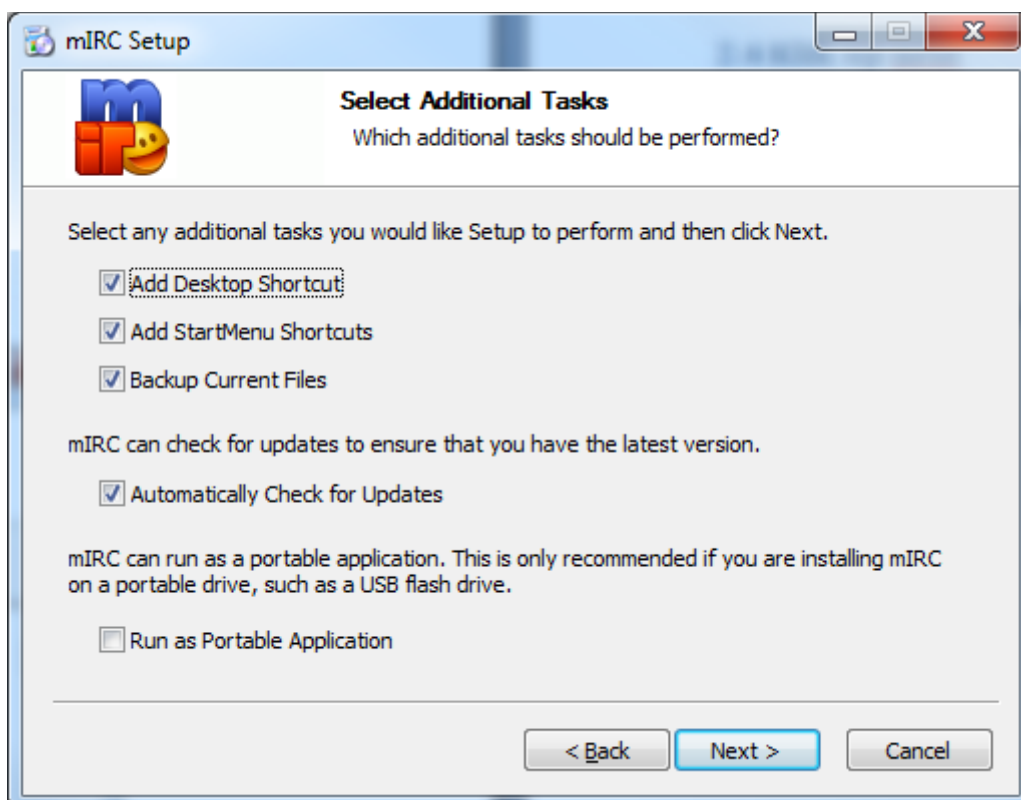 mIRC Setup
mirc
Select Additional Tasks
Which additional tasks should be performed?
Select any additional tasks you would like Setup to perform and then click Next.
Add Desktop Shortcut
Add StartMenu Shortcuts
Backup Current Files
mIRC can check for updates to ensure that you have the latest version.
Automatically Check for Updates
mIRC can run as a portable application. This is only recommended if you are installing mIRC
on a portable drive, such as a USB flash drive.
Run as Portable Application
< Back Next > Cancel